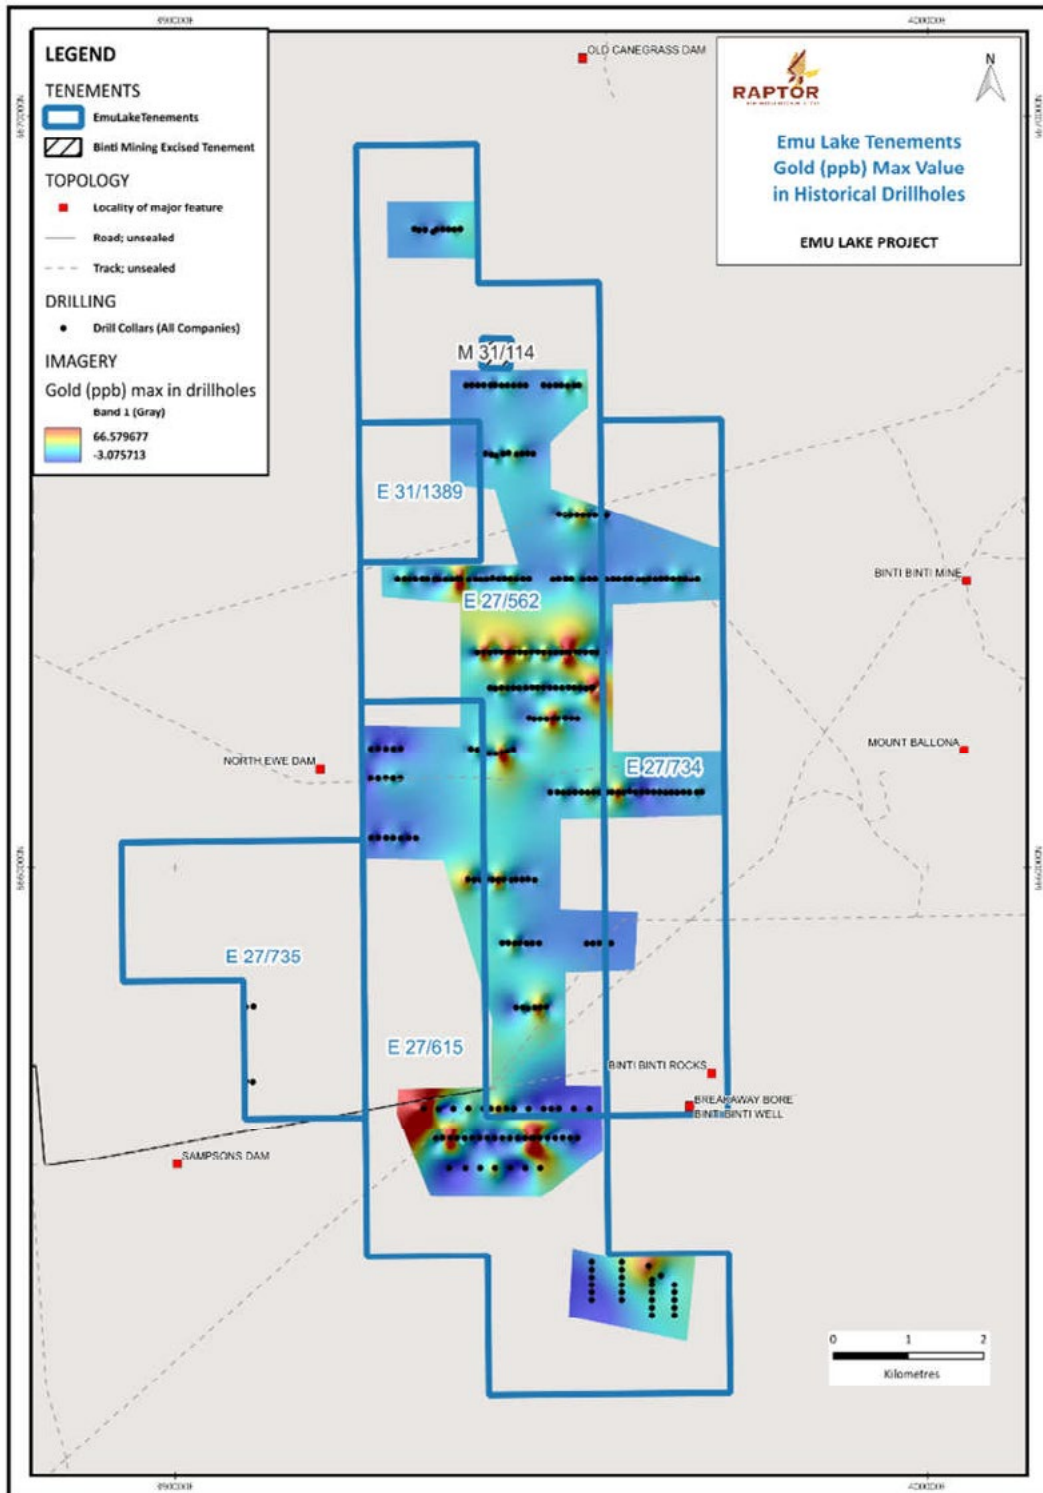 390000E
400000E
LEGEND
TENEMENTS
EmuLakeTenements
Binti Mining Excised Tenement
TOPOLOGY
Locality of major feature
Road; unsealed
Track; unsealed
DRILLING
Drill Collars (All Companies)
IMAGERY
Gold (ppb) max in drillholes
Band 1 (Gray)
66.579677
-3.075713
RAPTOR
N
Emu Lake Tenements
Gold (ppb) Max Value
in Historical Drillholes
EMU LAKE PROJECT
OLD CANEGRASS DAM
M 31/114
E 31/1389
BINTI BINTI MINE
E 27/562
MOUNT BALLONA
NORTH EWE DAM
E 27/734
E 27/735
E 27/615
BINTI BINTI ROCKS
BREAKAWAY BORE
BINTI BINTI WELL
SAMPSONS DAM
0 1 2
Kilometres
390000E
400000E